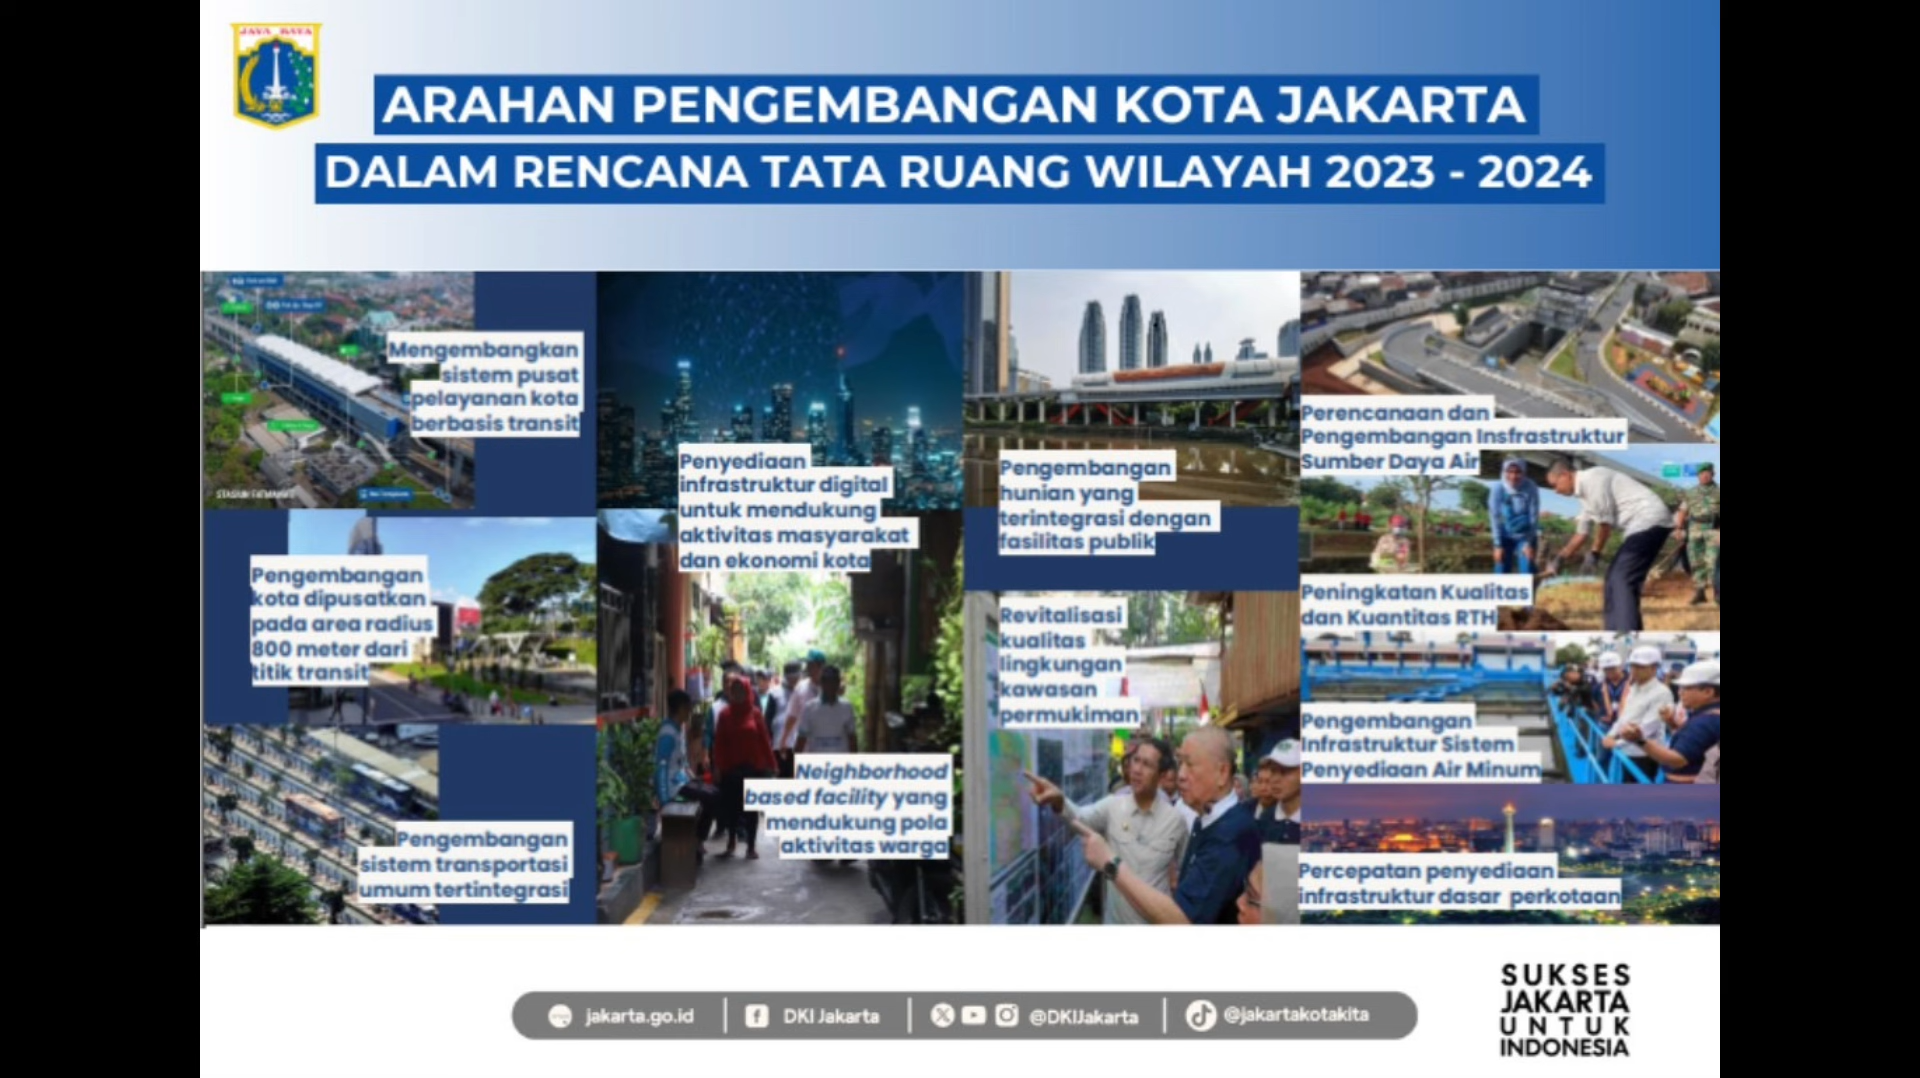 JAYA RAYA
ARAHAN PENGEMBANGAN KOTA JAKARTA
DALAM RENCANA TATA RUANG WILAYAH 2023 - 2024
Mengembangkan
sistem pusat
pelayanan kota
berbasis transit
STASIUN FATMAWATI
Pengembangan
kota dipusatkan
pada area radius
800 meter dari
titik transit
Pengembangan
sistem transportasi
umum tertintegrasi
Penyediaan
infrastruktur digital
untuk mendukung
aktivitas masyarakat
dan ekonomi kota
Neighborhood
based facility yang
mendukung pola
aktivitas warga
Pengembangan
hunian yang
terintegrasi dengan
fasilitas publik
Revitalisasi
kualitas
lingkungan
kawasan
permukiman
Perencanaan dan
Pengembangan Insfrastruktur
Sumber Daya Air
Peningkatan Kualitas
dan Kuantitas RTH
Pengembangan
Infrastruktur Sistem
Penyediaan Air Minum
Percepatan penyediaan
infrastruktur dasar perkotaan
jakarta.go.id
DKI Jakarta
@DKIJakarta
@jakartakotakita
SUKSES
JAKARTA
UNTUK
INDONESIA